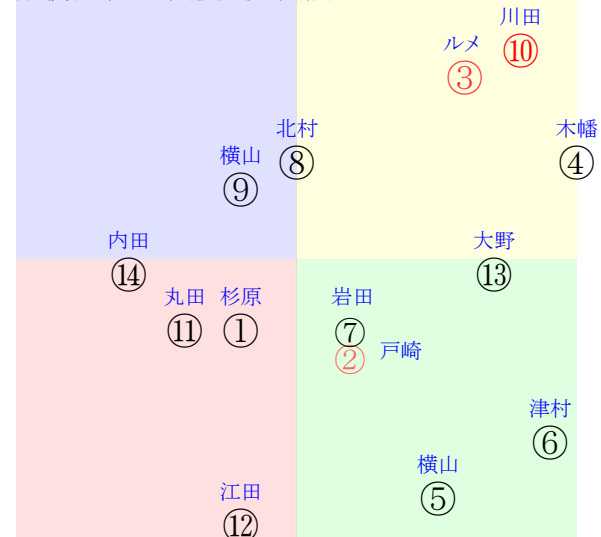 川田
⑩
ルメ
③
北村
⑧
木幡
④
横山
⑨
内田
⑭
大野
⑬
丸田
⑪
杉原
①
岩田
⑦
②
戸崎
津村
⑥
横山
⑤
江田
⑫